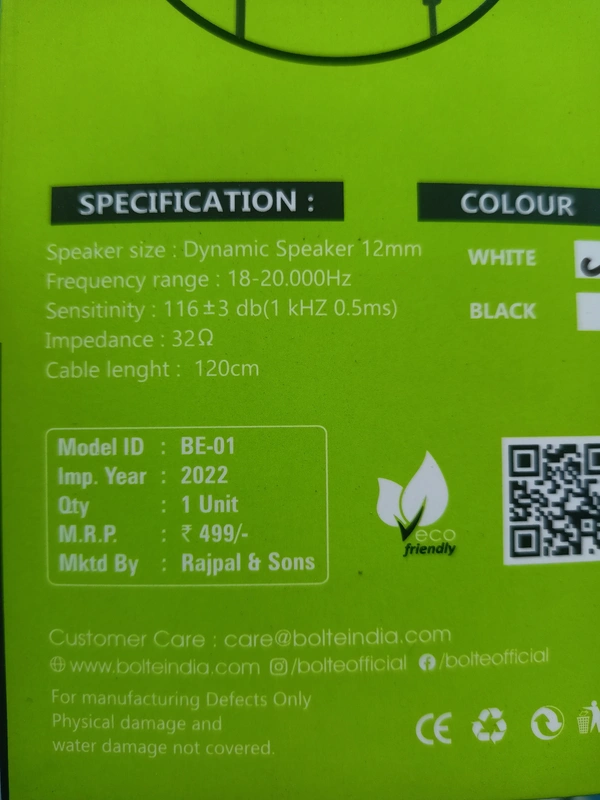 SPECIFICATION :
Speaker size : Dynamic Speaker 12mm
Frequency range : 18-20.000Hz
Sensitinity : 116±3 db(1 kHZ 0.5ms)
Impedance : 32Ω
Cable lenght : 120cm
COLOUR
WHITE
BLACK
Model ID : BE-01
Imp. Year : 2022
Qty : 1 Unit
M.R.P. : ₹ 499/-
Mktd By : Rajpal & Sons
eco
friendly
Customer Care : care@bolteindia.com
www.bolteindia.com /bolteofficial /bolteofficial
For manufacturing Defects Only
Physical damage and
water damage not covered.
CE